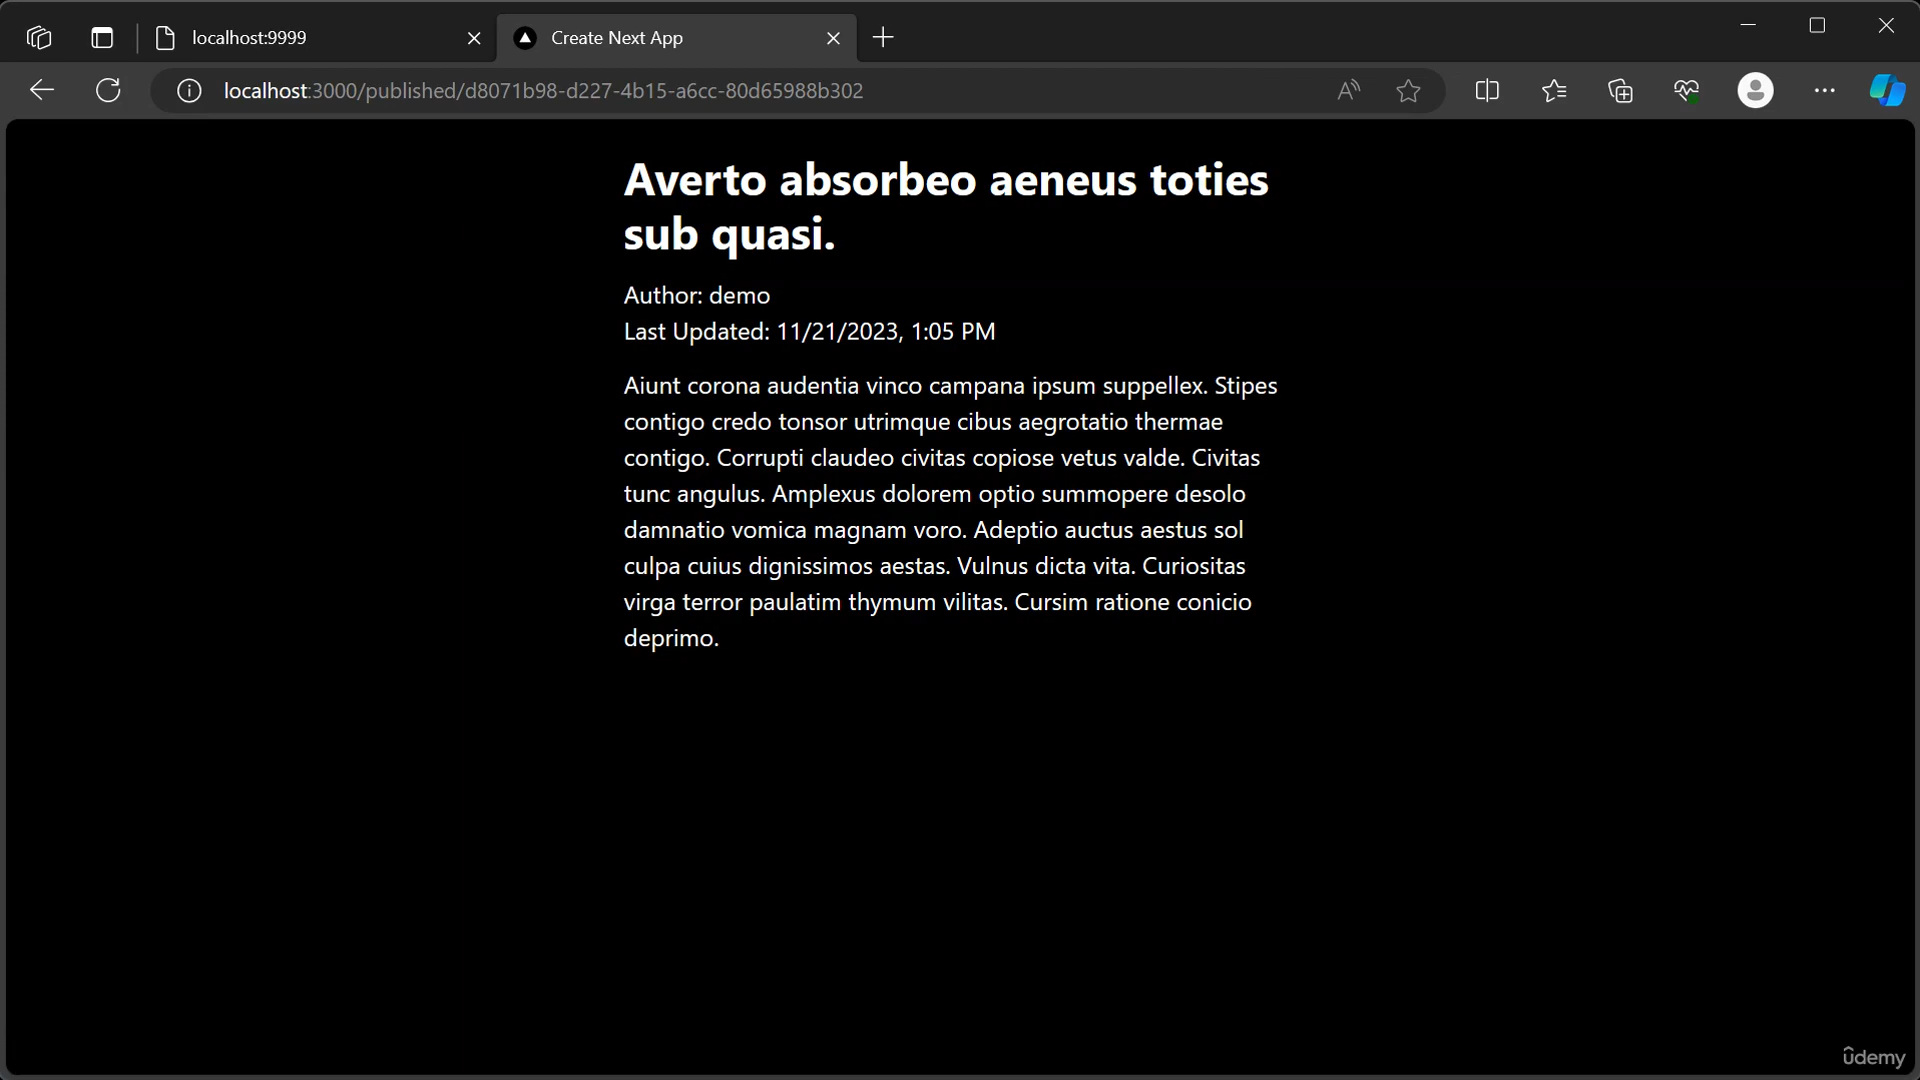 localhost:9999
Create Next App
localhost:3000/published/d8071b98-d227-4b15-a6cc-80d65988b302
Averto absorbeo aeneus toties
sub quasi.
Author: demo
Last Updated: 11/21/2023, 1:05 PM
Aiunt corona audentia vinco campana ipsum suppellex. Stipes
contigo credo tonsor utrimque cibus aegrotatio thermae
contigo. Corrupti claudeo civitas copiose vetus valde. Civitas
tunc angulus. Amplexus dolorem optio summopere desolo
damnatio vomica magnam voro. Adeptio auctus aestus sol
culpa cuius dignissimos aestas. Vulnus dicta vita. Curiositas
virga terror paulatim thymum vilitas. Cursim ratione conicio
deprimo.
ûdemy